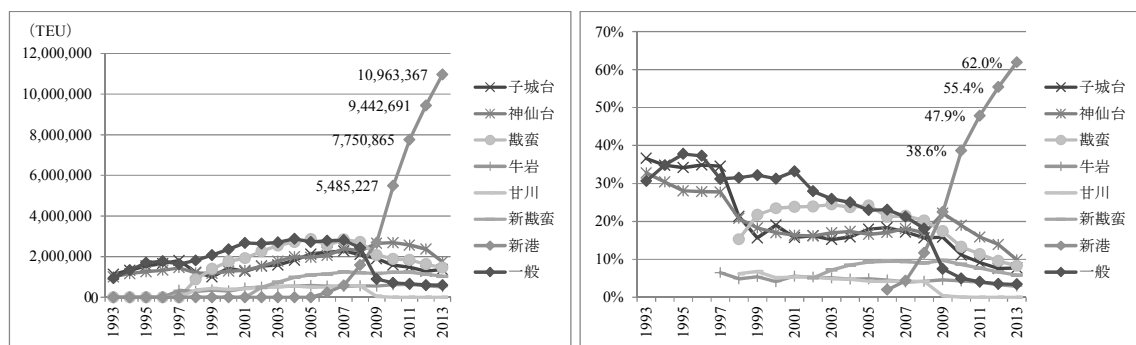 (TEU)
12,000,000
10,000,000
8,000,000
6,000,000
4,000,000
2,000,000
00
10,963,367
9,442,691
7,750,865
5,485,227
1993
1995
1997
1999
2001
2003
2005
2007
2009
2011
2013
子城台
神仙台
戡蛮
牛岩
甘川
新戡蛮
新港
一般
70%
60%
50%
40%
30%
20%
10%
0%
62.0%
55.4%
47.9%
38.6%
1993
1995
1997
1999
2001
2003
2005
2007
2009
2011
2013
子城台
神仙台
戡蛮
牛岩
甘川
新戡蛮
新港
一般